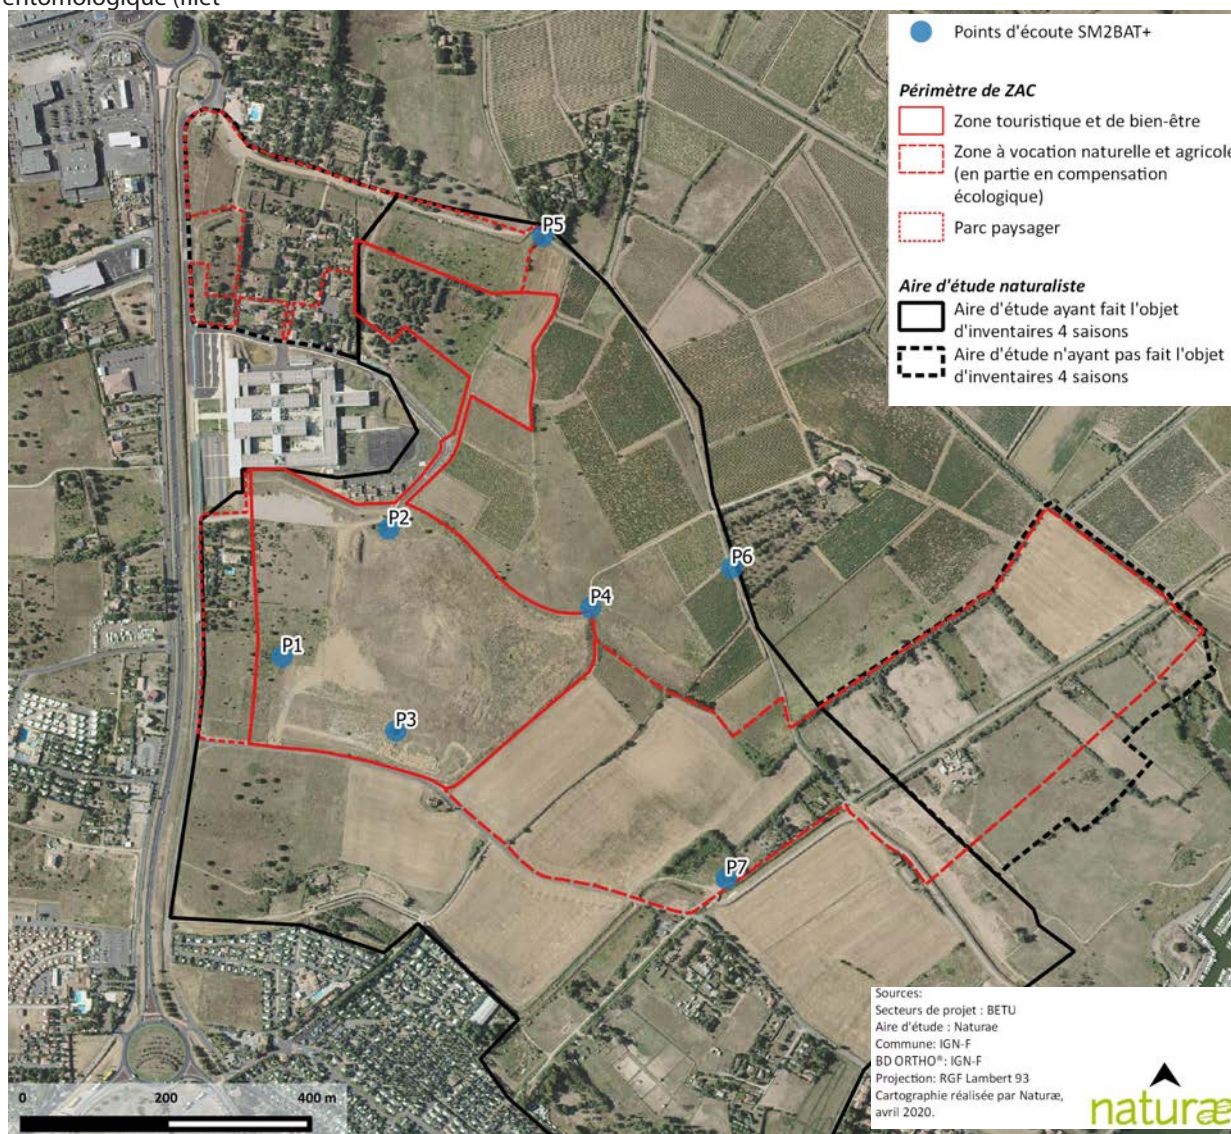 entomologique (filet
Points d'écoute SM2BAT+
Périmètre de ZAC
Zone touristique et de bien-être
Zone à vocation naturelle et agricole
(en partie en compensation
écologique)
Parc paysager
Aire d'étude naturaliste
Aire d'étude ayant fait l'objet
d'inventaires 4 saisons
Aire d'étude n'ayant pas fait l'objet
d'inventaires 4 saisons
P5
P2
P6
P4
P1
P3
P7
0 200 400 m
Sources:
Secteurs de projet : BETU
Aire d'étude : Naturae
Commune: IGN-F
BD ORTHO®: IGN-F
Projection: RGF Lambert 93
Cartographie réalisée par Naturæ,
avril 2020.
naturæ